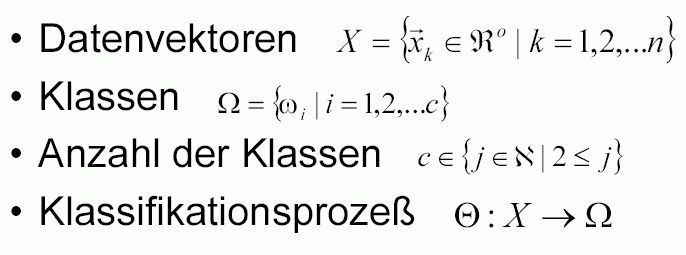 • Datenvektoren X = {x⃗ₖ ∈ ℜᵒ | k = 1,2,...n}
• Klassen Ω = {ωᵢ | i = 1,2,...c}
• Anzahl der Klassen c ∈ {j ∈ ℵ | 2 ≤ j}
• Klassifikationsprozeß Θ : X → Ω